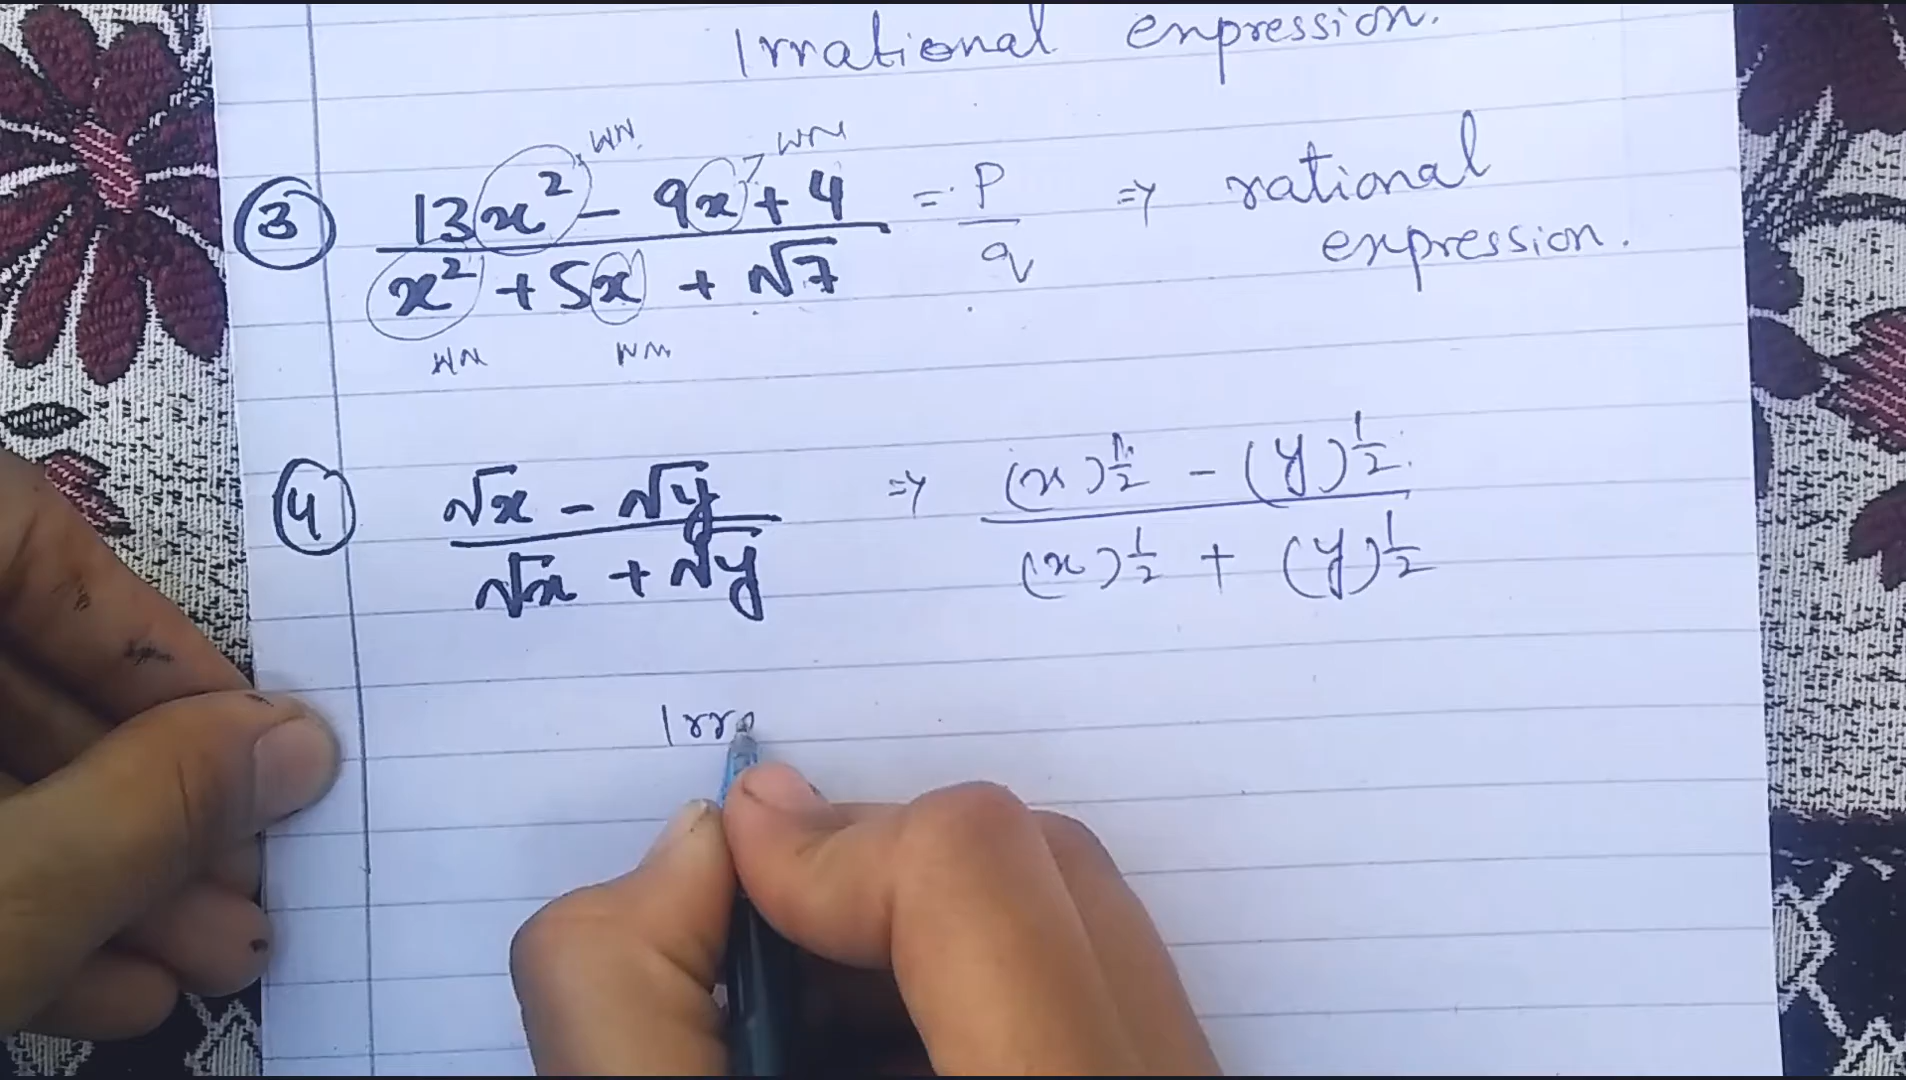 Irrational expression.
WN WN
③ 13x² - 9x + 4 / x² + 5x + √7 = P/q ⇒ rational expression.
WN WN
④ √x - √y / √x + √y ⇒ (x)^1/2 - (y)^1/2 / (x)^1/2 + (y)^1/2
Irra